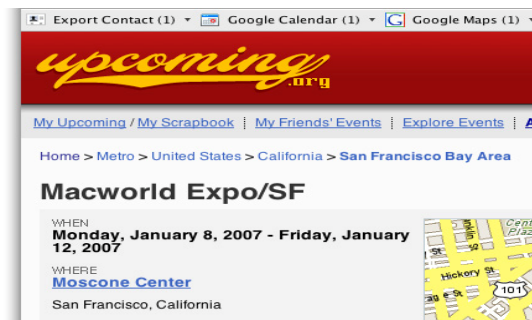 Export Contact (1) Google Calendar (1) Google Maps (1)
upcoming
.org
My Upcoming / My Scrapbook My Friends' Events Explore Events
Home > Metro > United States > California > San Francisco Bay Area
Macworld Expo/SF
WHEN
Monday, January 8, 2007 - Friday, January
12, 2007
WHERE
Moscone Center
San Francisco, California
Hickory St
101